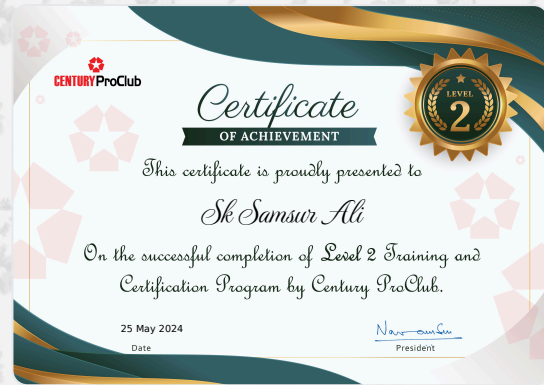 CENTURY ProClub
Certificate
OF ACHIEVEMENT
LEVEL
2
This certificate is proudly presented to
Sk Samsur Ali
On the successful completion of Level 2 Training and
Certification Program by Century ProClub.
25 May 2024
Date
President